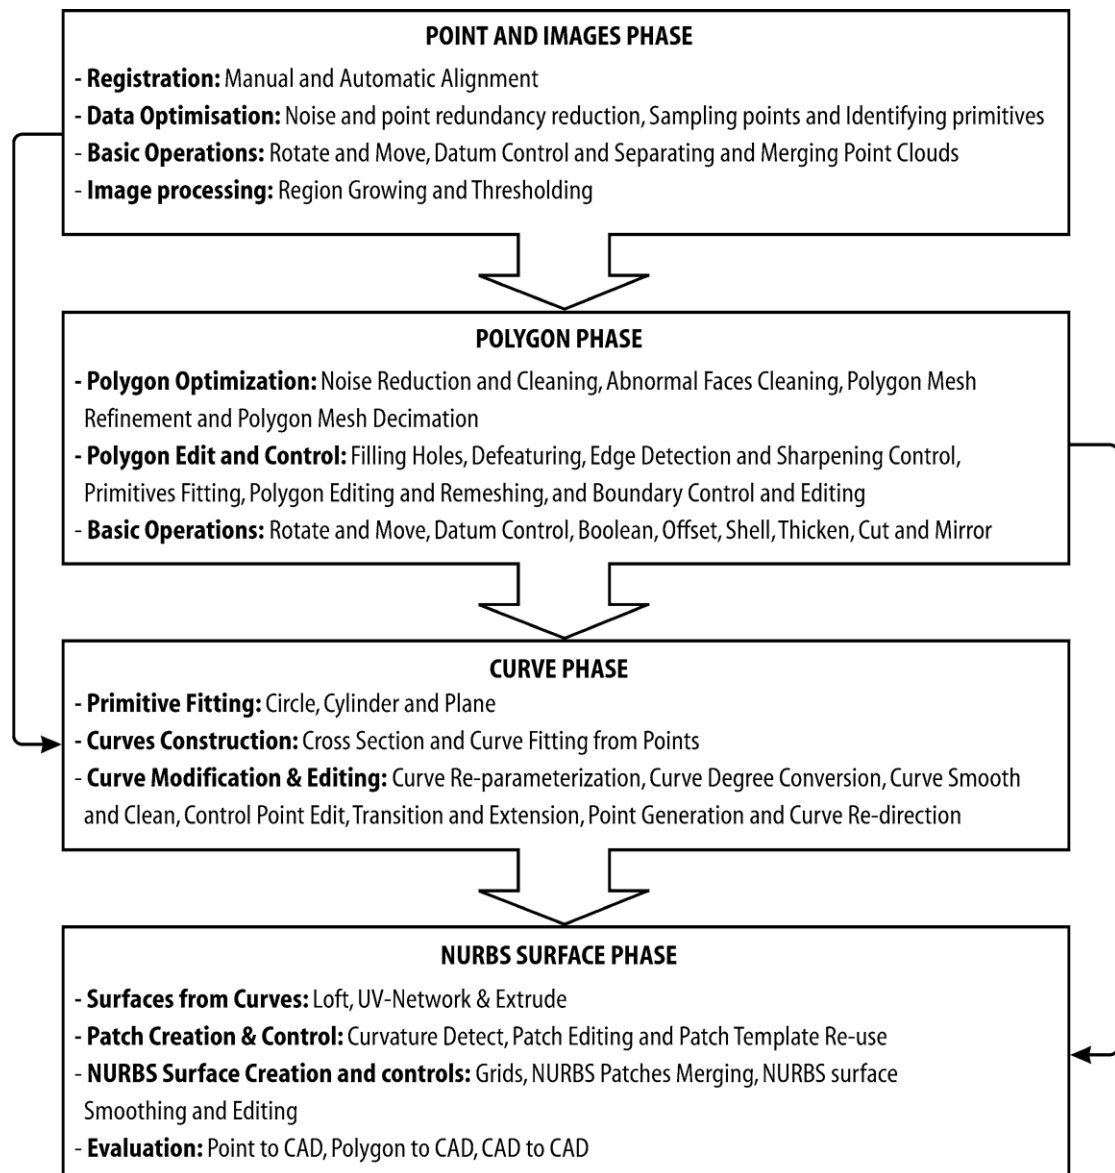 POINT AND IMAGES PHASE
- Registration: Manual and Automatic Alignment
- Data Optimisation: Noise and point redundancy reduction, Sampling points and Identifying primitives
- Basic Operations: Rotate and Move, Datum Control and Separating and Merging Point Clouds
- Image processing: Region Growing and Thresholding
POLYGON PHASE
- Polygon Optimization: Noise Reduction and Cleaning, Abnormal Faces Cleaning, Polygon Mesh
Refinement and Polygon Mesh Decimation
- Polygon Edit and Control: Filling Holes, Defeaturing, Edge Detection and Sharpening Control,
Primitives Fitting, Polygon Editing and Remeshing, and Boundary Control and Editing
- Basic Operations: Rotate and Move, Datum Control, Boolean, Offset, Shell, Thicken, Cut and Mirror
CURVE PHASE
- Primitive Fitting: Circle, Cylinder and Plane
- Curves Construction: Cross Section and Curve Fitting from Points
- Curve Modification & Editing: Curve Re-parameterization, Curve Degree Conversion, Curve Smooth
and Clean, Control Point Edit, Transition and Extension, Point Generation and Curve Re-direction
NURBS SURFACE PHASE
- Surfaces from Curves: Loft, UV-Network & Extrude
- Patch Creation & Control: Curvature Detect, Patch Editing and Patch Template Re-use
- NURBS Surface Creation and controls: Grids, NURBS Patches Merging, NURBS surface
Smoothing and Editing
- Evaluation: Point to CAD, Polygon to CAD, CAD to CAD